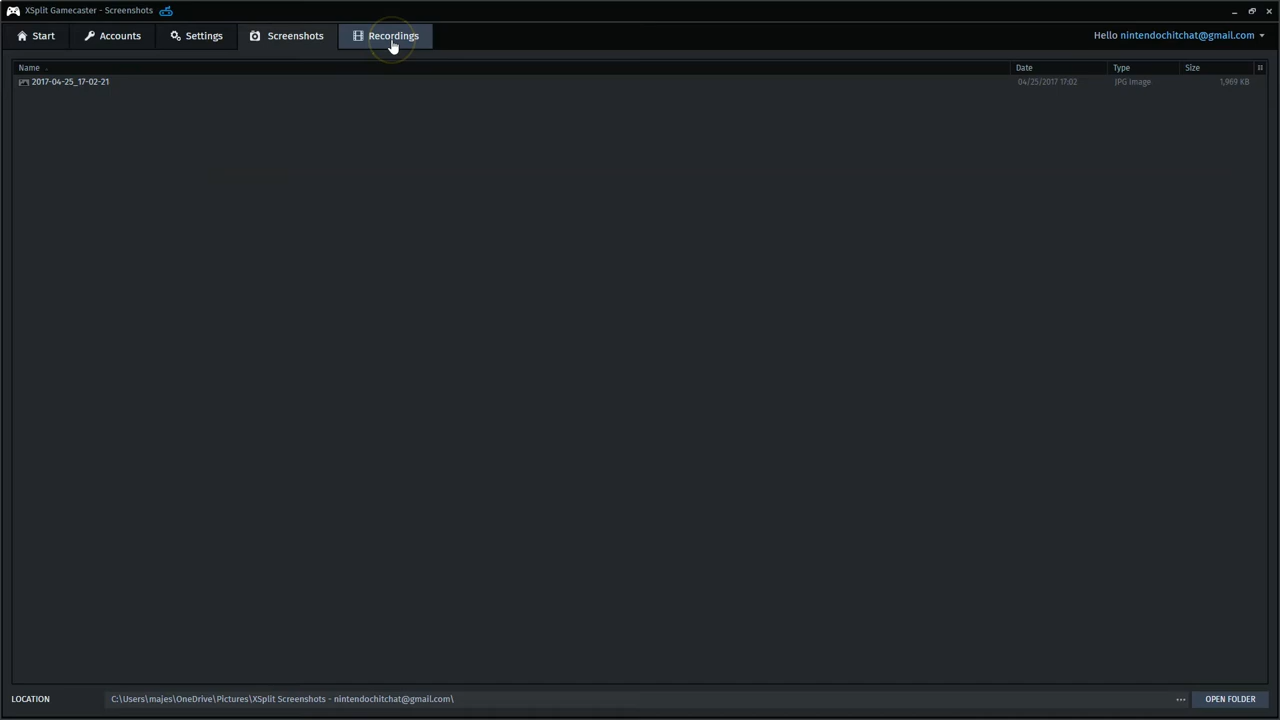 XSplit Gamecaster - Screenshots
Start Accounts Settings Screenshots Recordings Hello nintendochitchat@gmail.com
Name Date Type Size
2017-04-25_17-02-21 04/25/2017 17:02 JPG image 1,969 KB
LOCATION C:\Users\majes\OneDrive\Pictures\XSplit Screenshots - nintendochitchat@gmail.com\ ... OPEN FOLDER